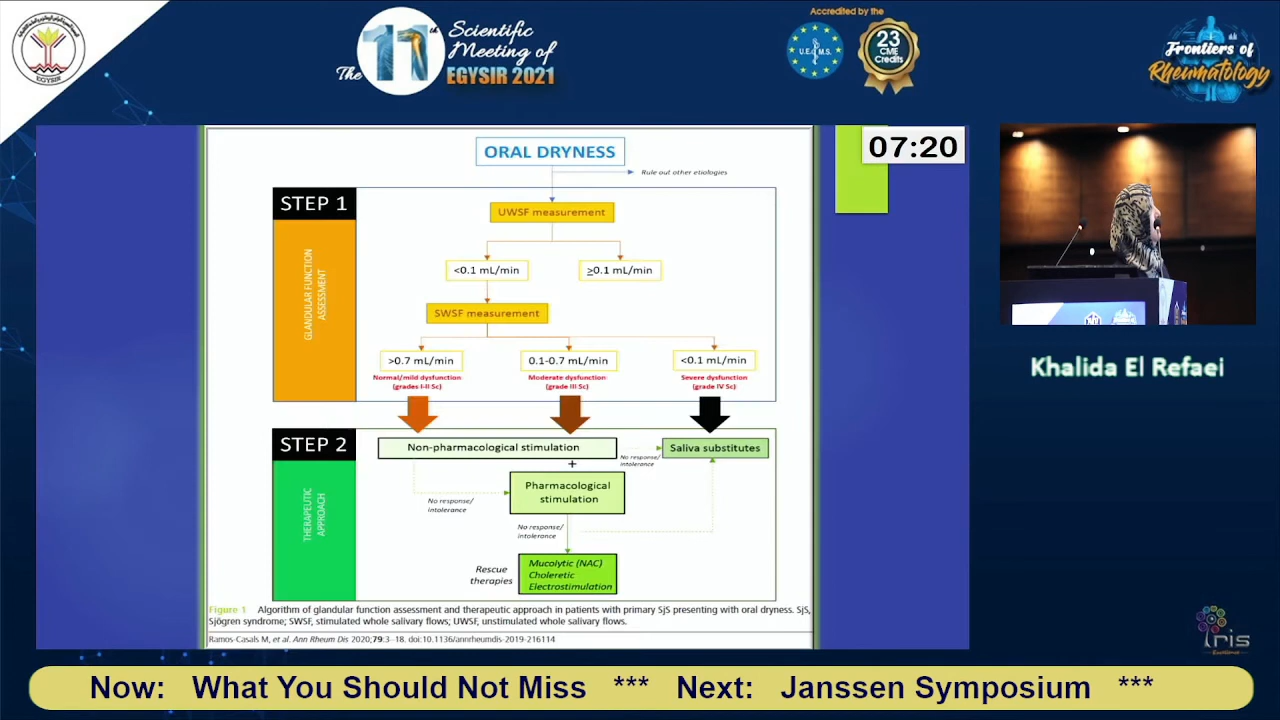 EGYSIR
The 11th
Scientific
Meeting of
EGYSIR 2021
Accredited by the
U.E.M.S.
23
CME
Credits
Frontiers of
Rheumatology
07:20
ORAL DRYNESS
Rule out other etiologies
STEP 1
GLANDULAR FUNCTION
ASSESSMENT
UWSF measurement
<0.1 mL/min
≥0.1 mL/min
SWSF measurement
>0.7 mL/min
0.1-0.7 mL/min
<0.1 mL/min
Normal/mild dysfunction
(grades I-II Sc)
Moderate dysfunction
(grade III Sc)
Severe dysfunction
(grade IV Sc)
STEP 2
THERAPEUTIC
APPROACH
Non-pharmacological stimulation
No response/
intolerance
Saliva substitutes
+
Pharmacological
stimulation
No response/
intolerance
No response/
intolerance
Rescue
therapies
Mucolytic (NAC)
Choleretic
Electrostimulation
Figure 1 Algorithm of glandular function assessment and therapeutic approach in patients with primary SjS presenting with oral dryness. SjS,
Sjögren syndrome; SWSF, stimulated whole salivary flows; UWSF, unstimulated whole salivary flows.
Ramos-Casals M, et al. Ann Rheum Dis 2020;79:3–18. doi:10.1136/annrheumdis-2019-216114
Khalida El Refaei
Iris
Now: What You Should Not Miss *** Next: Janssen Symposium ***